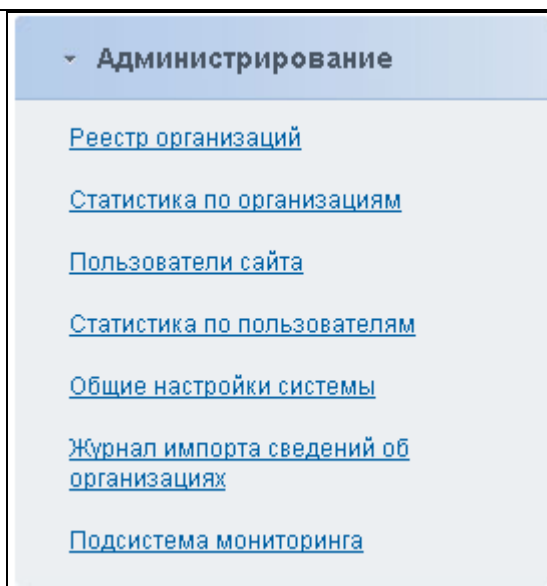 Администрирование
Реестр организаций
Статистика по организациям
Пользователи сайта
Статистика по пользователям
Общие настройки системы
Журнал импорта сведений об
организациях
Подсистема мониторинга